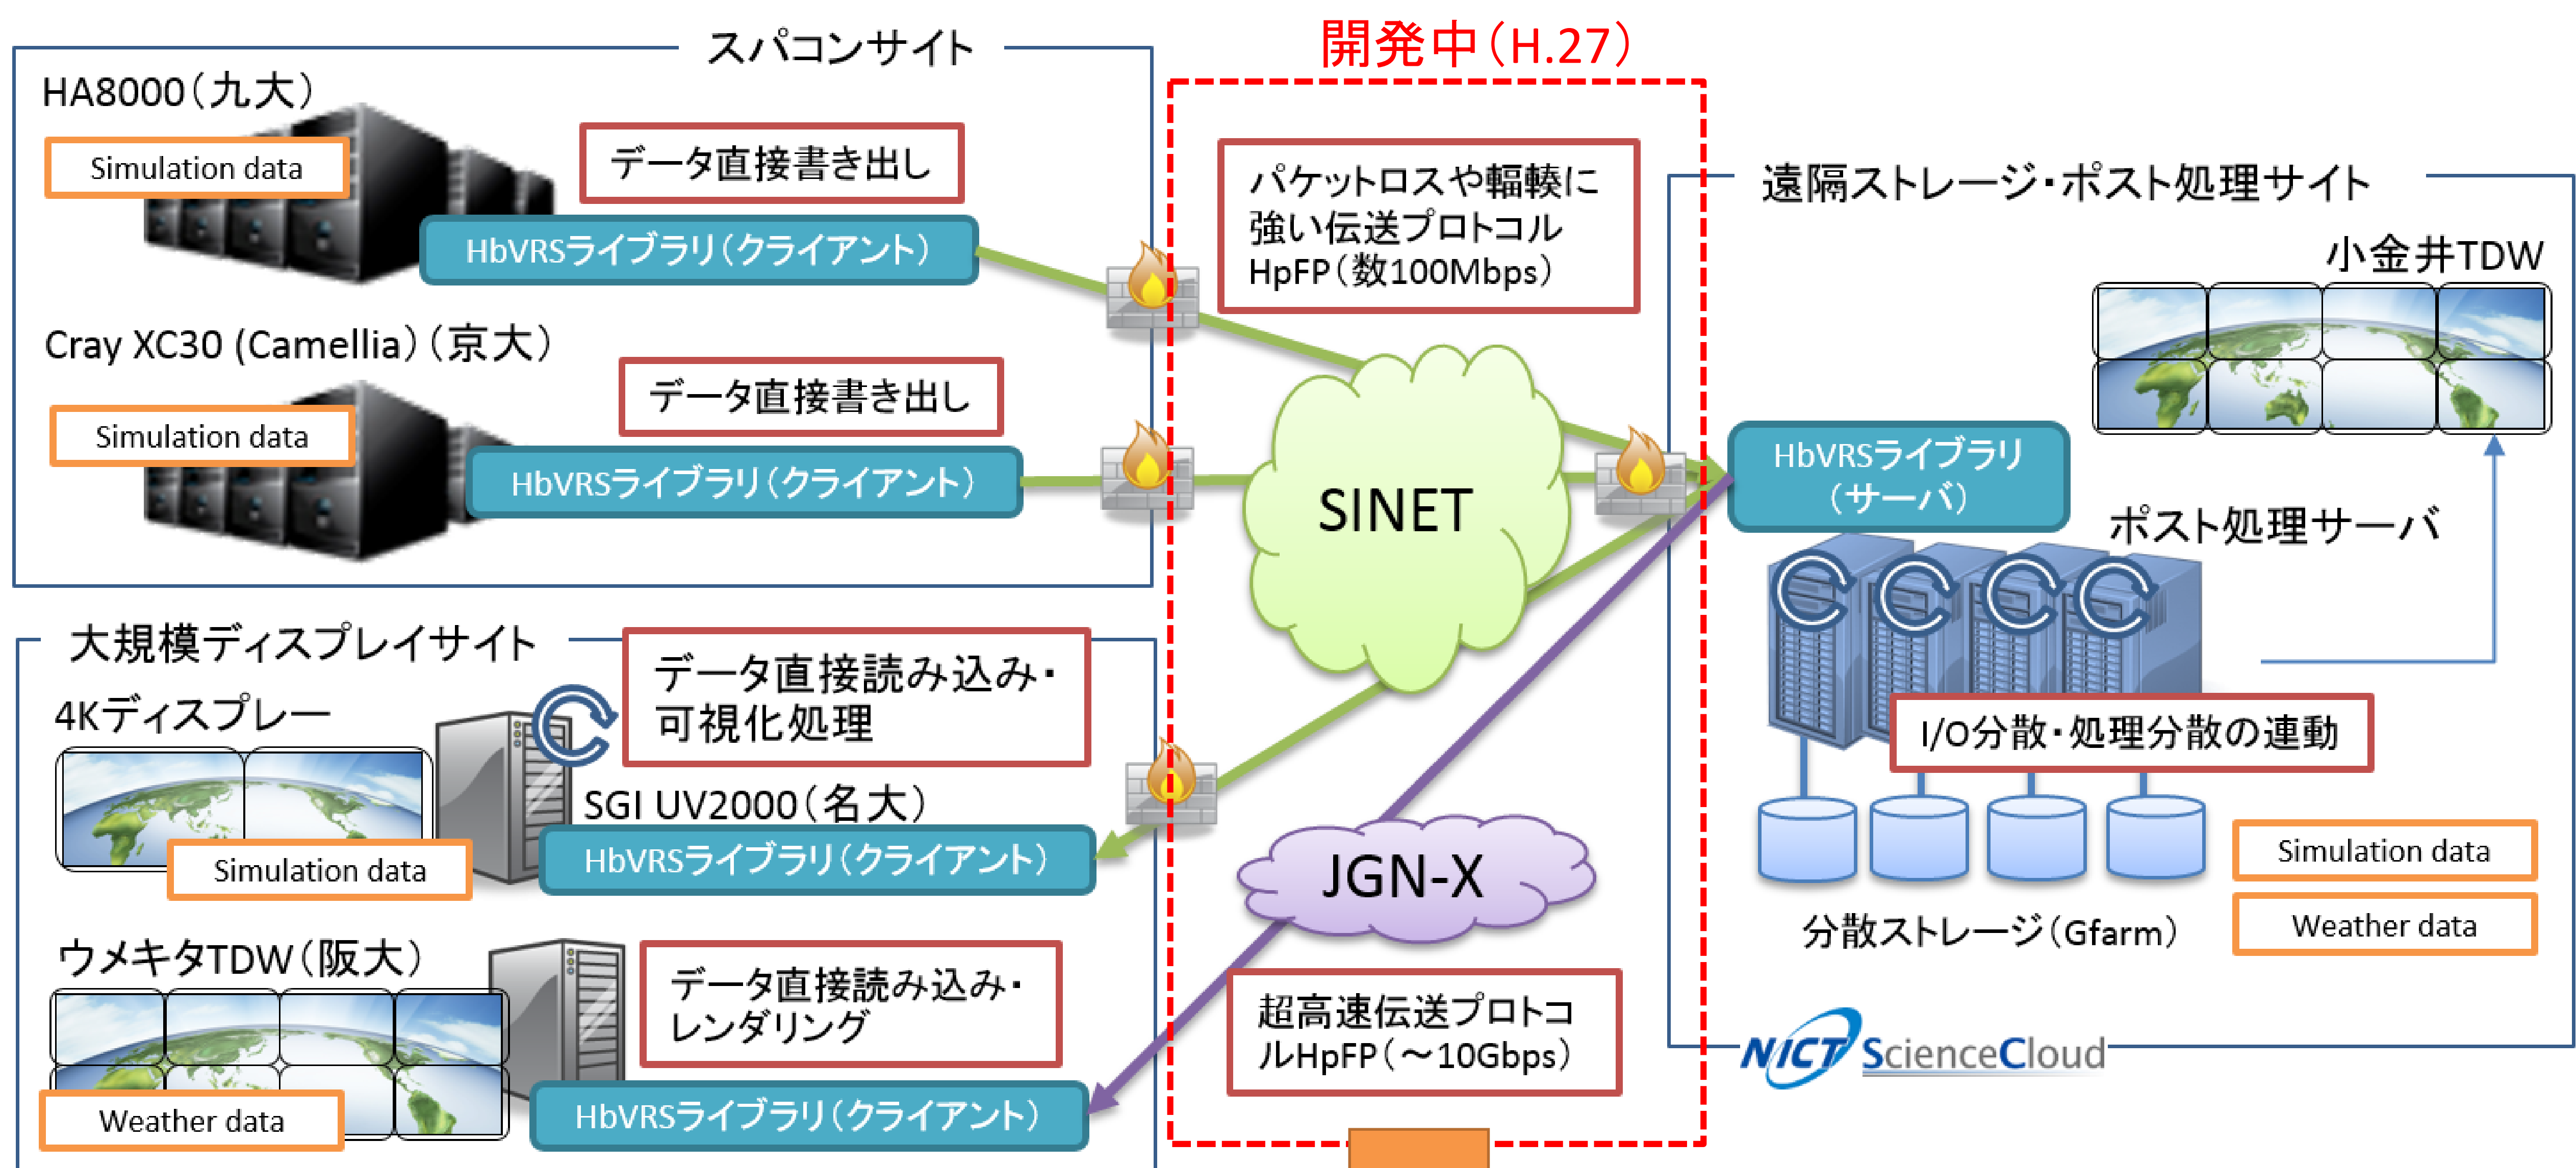 スパコンサイト
HA8000（九大）
Simulation data
データ直接書き出し
HbVRSライブラリ（クライアント）
Cray XC30 (Camellia)（京大）
Simulation data
データ直接書き出し
HbVRSライブラリ（クライアント）
大規模ディスプレイサイト
4Kディスプレー
データ直接読み込み・
可視化処理
SGI UV2000（名大）
Simulation data
HbVRSライブラリ（クライアント）
ウメキタTDW（阪大）
データ直接読み込み・
レンダリング
Weather data
HbVRSライブラリ（クライアント）
開発中（H.27）
パケットロスや輻輳に
強い伝送プロトコル
HpFP（数100Mbps）
SINET
JGN-X
超高速伝送プロトコ
ルHpFP（～10Gbps）
遠隔ストレージ・ポスト処理サイト
小金井TDW
HbVRSライブラリ
（サーバ）
ポスト処理サーバ
I/O分散・処理分散の連動
Simulation data
Weather data
分散ストレージ（Gfarm）
NICT ScienceCloud